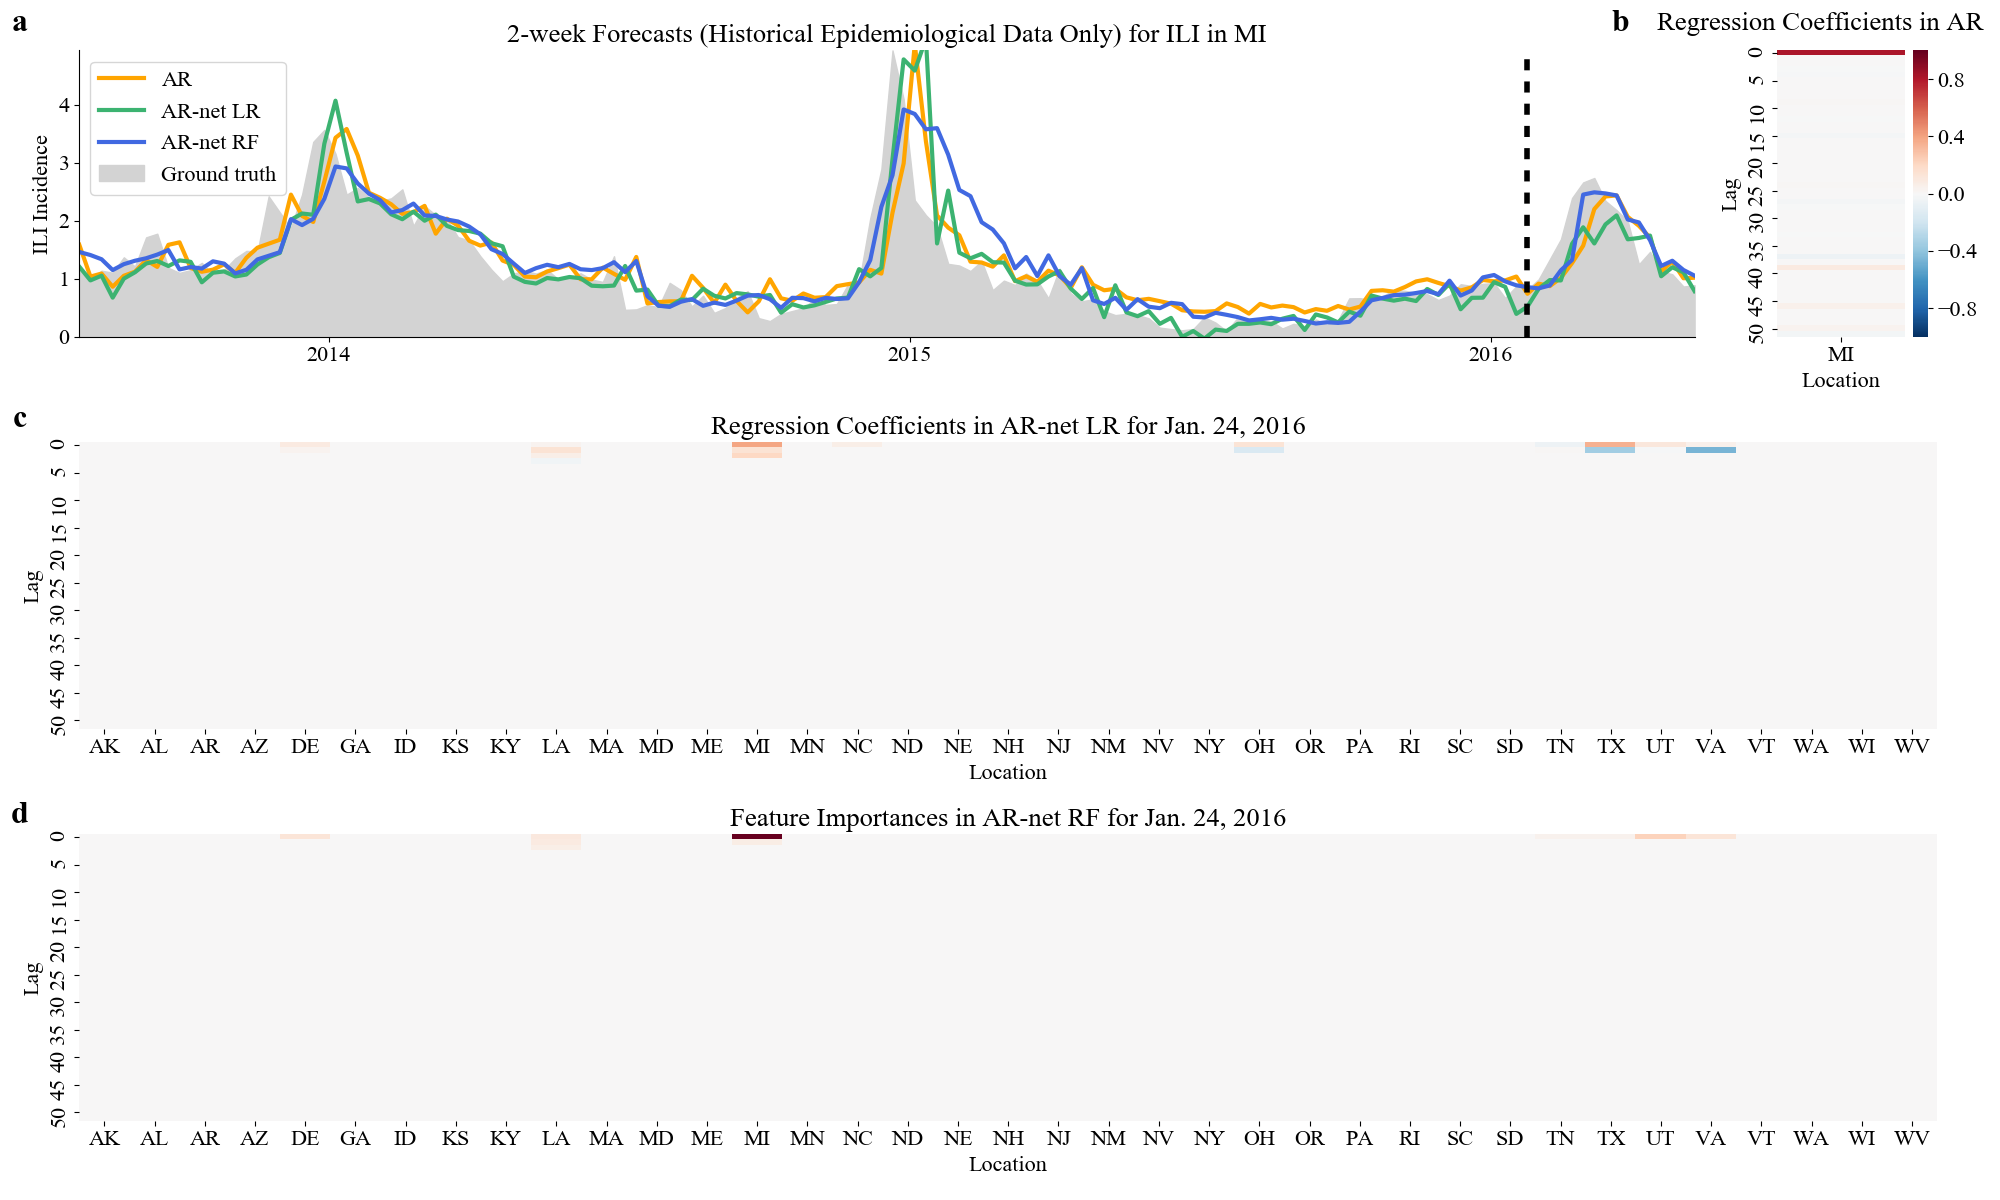 a
2-week Forecasts (Historical Epidemiological Data Only) for ILI in MI
AR
AR-net LR
AR-net RF
Ground truth
ILI Incidence
4
3
2
1
0
2014
2015
2016
b
Regression Coefficients in AR
Lag
0
5
10
15
20
25
30
35
40
45
50
MI
Location
0.8
0.4
0.0
−0.4
−0.8
c
Regression Coefficients in AR-net LR for Jan. 24, 2016
Lag
0
5
10
15
20
25
30
35
40
45
50
AK AL AR AZ DE GA ID KS KY LA MA MD ME MI MN NC ND NE NH NJ NM NV NY OH OR PA RI SC SD TN TX UT VA VT WA WI WV
Location
d
Feature Importances in AR-net RF for Jan. 24, 2016
Lag
0
5
10
15
20
25
30
35
40
45
50
AK AL AR AZ DE GA ID KS KY LA MA MD ME MI MN NC ND NE NH NJ NM NV NY OH OR PA RI SC SD TN TX UT VA VT WA WI WV
Location